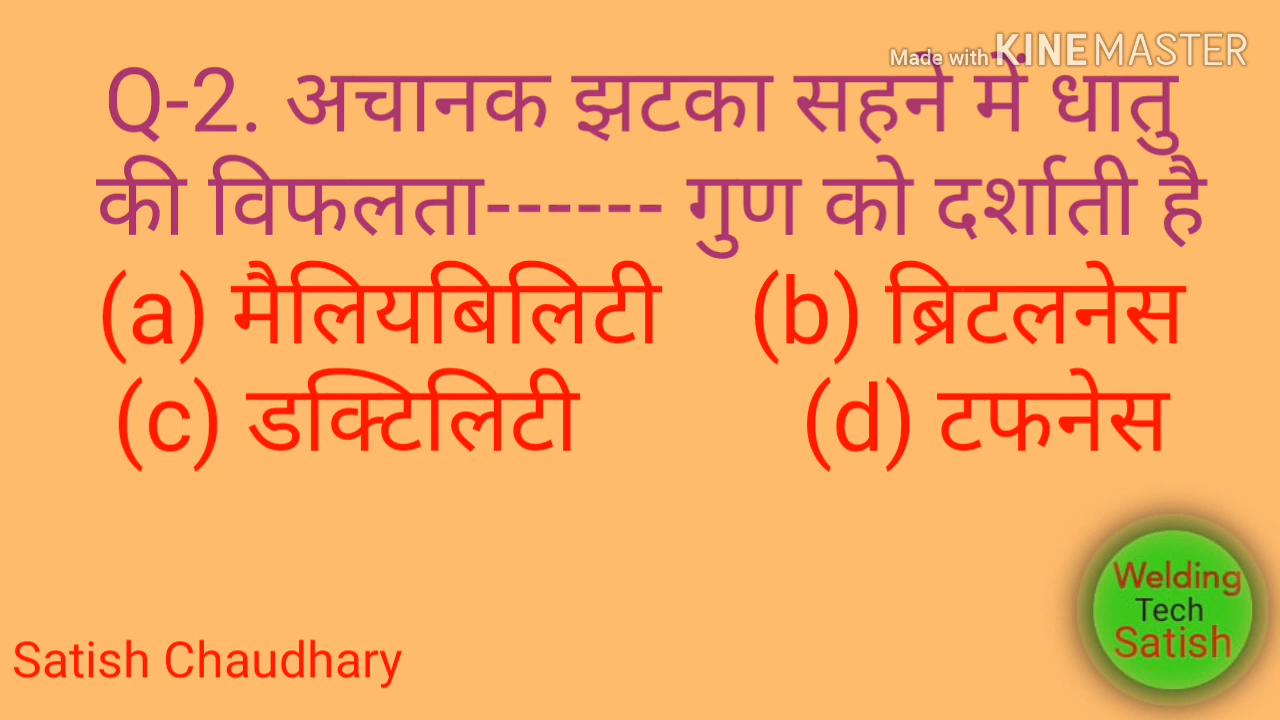 Made with KINEMASTER
Q-2. अचानक झटका सहने में धातु
की विफलता------ गुण को दर्शाती है
(a) मैलियबिलिटी (b) ब्रिटलनेस
(c) डक्टिलिटी (d) टफनेस
Welding
Tech
Satish
Satish Chaudhary